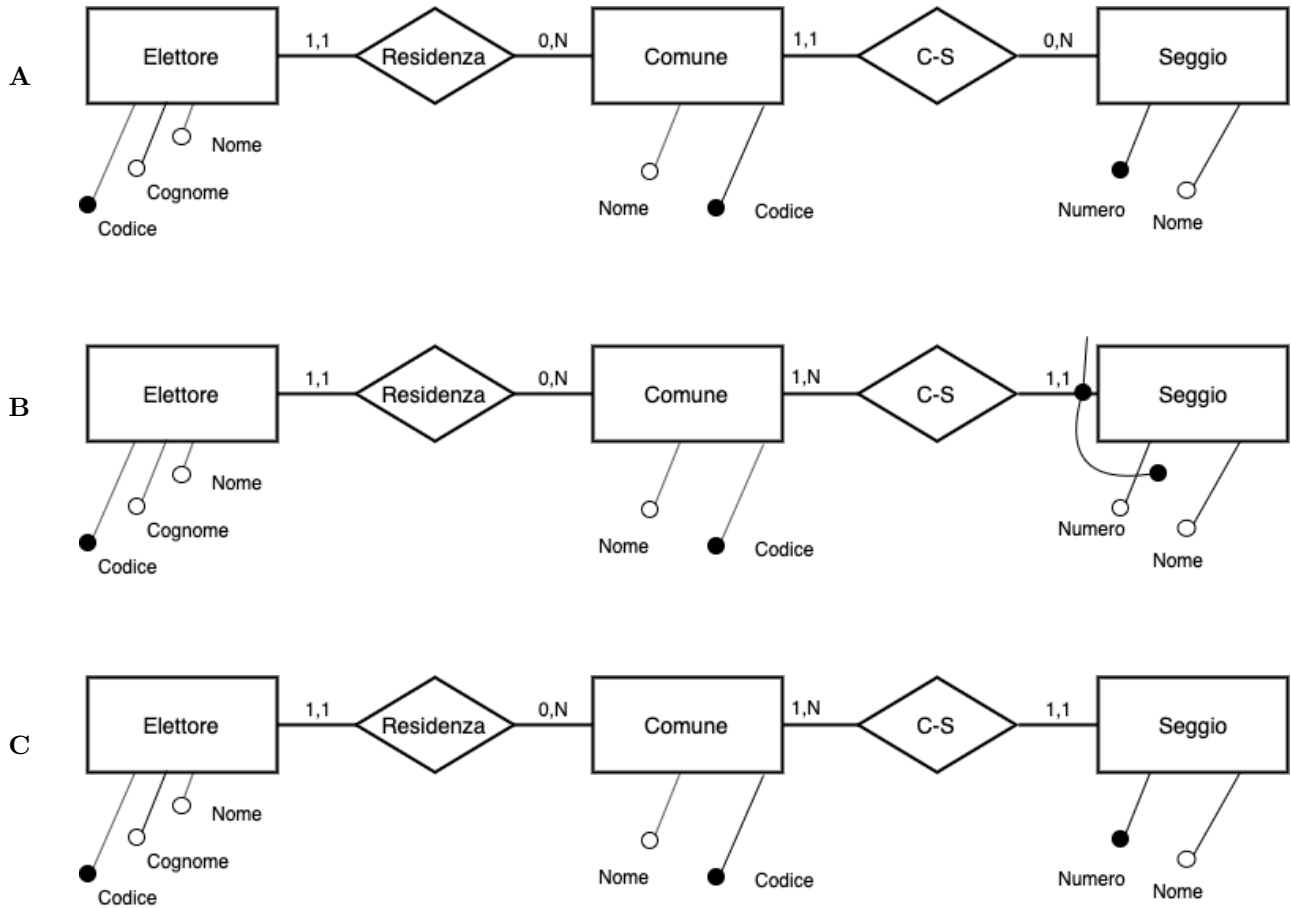 1,1 0,N 1,1 0,N
A Elettore Residenza Comune C-S Seggio
Nome
Cognome
Codice
Nome Codice
Numero Nome
1,1 0,N 1,N 1,1
B Elettore Residenza Comune C-S Seggio
Nome
Cognome
Codice
Nome Codice
Numero Nome
1,1 0,N 1,N 1,1
C Elettore Residenza Comune C-S Seggio
Nome
Cognome
Codice
Nome Codice
Numero Nome